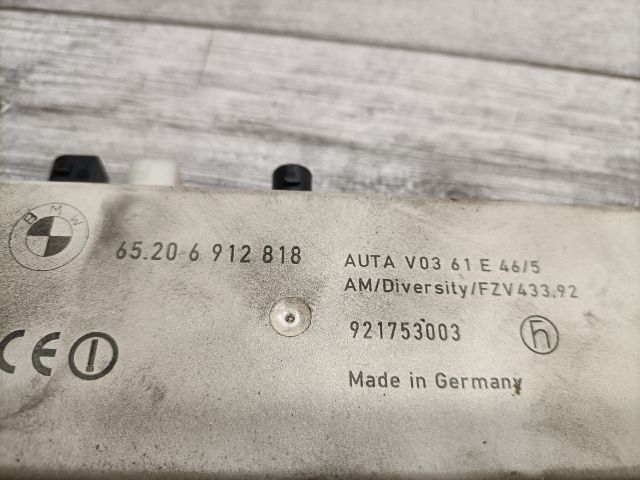 BMW
65.20 6 912 818
AUTA V03 61 E 46/5
AM/Diversity/FZV433.92
921753003
h
CE
Made in Germany